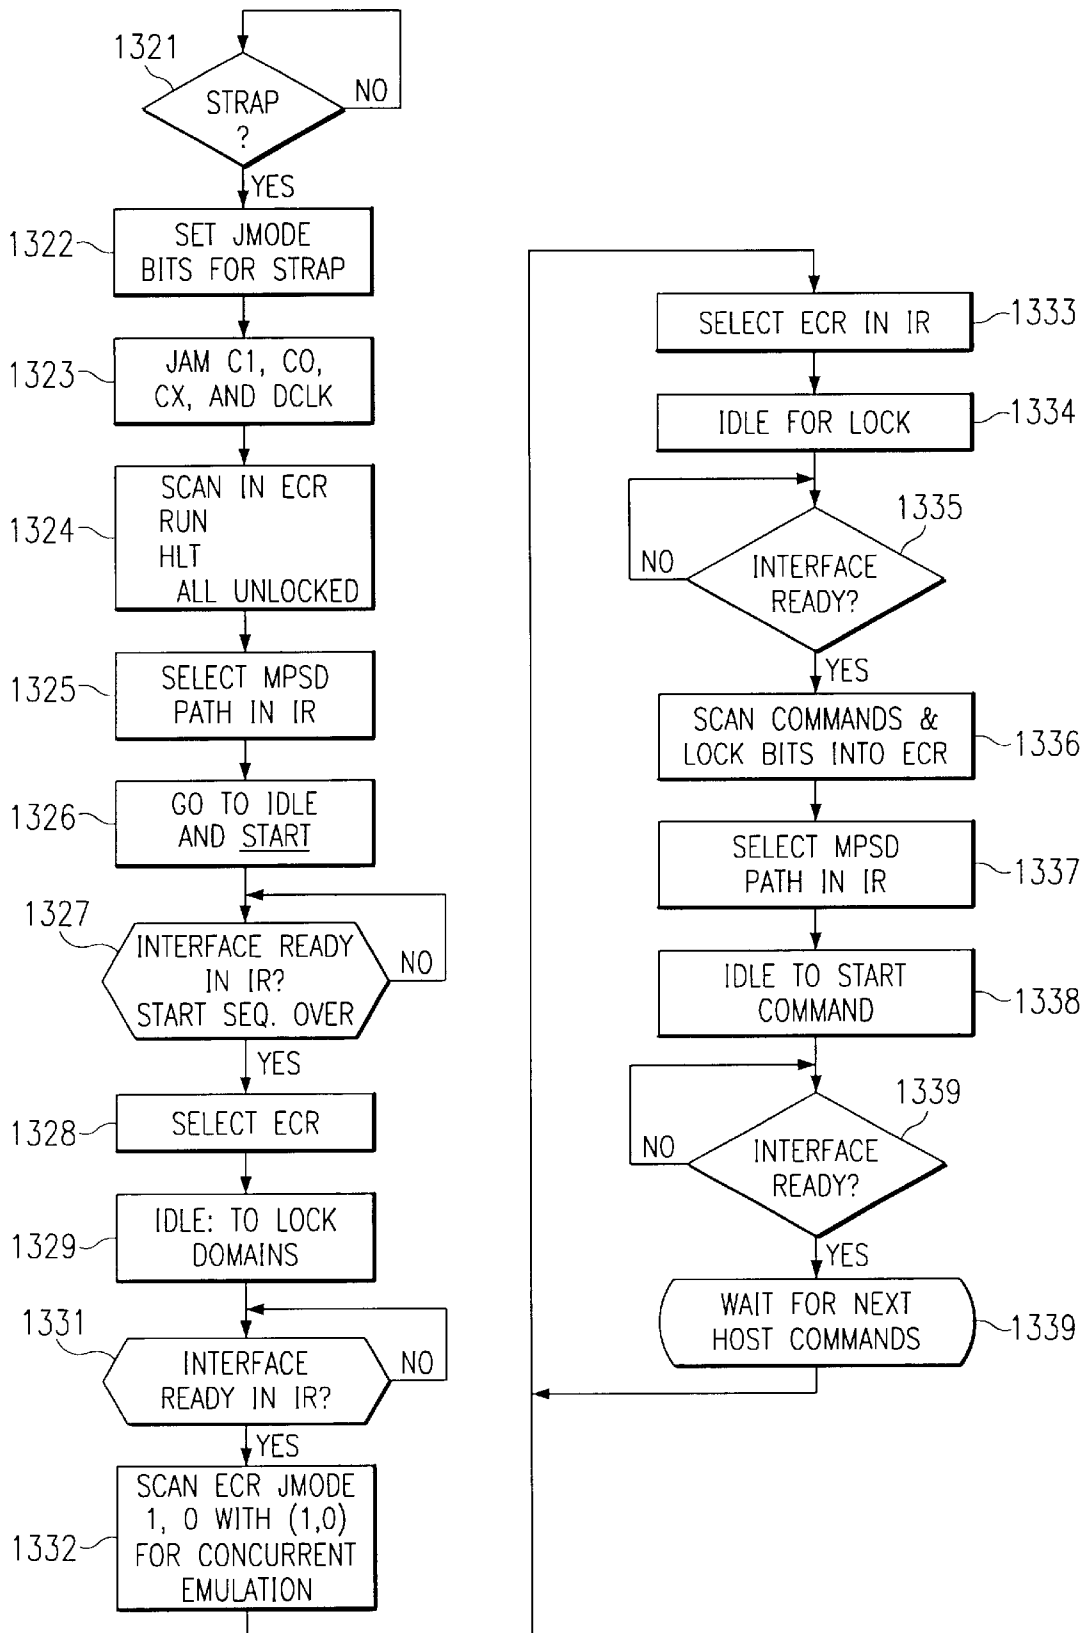 1321
STRAP
?
NO
YES
1322
SET JMODE
BITS FOR STRAP
1323
JAM C1, C0,
CX, AND DCLK
1324
SCAN IN ECR
RUN
HLT
ALL UNLOCKED
1325
SELECT MPSD
PATH IN IR
1326
GO TO IDLE
AND START
1327
INTERFACE READY
IN IR?
START SEQ. OVER
NO
YES
1328
SELECT ECR
1329
IDLE: TO LOCK
DOMAINS
1331
INTERFACE
READY IN IR?
NO
YES
1332
SCAN ECR JMODE
1, 0 WITH (1,0)
FOR CONCURRENT
EMULATION
SELECT ECR IN IR
1333
IDLE FOR LOCK
1334
1335
INTERFACE
READY?
NO
YES
SCAN COMMANDS &
LOCK BITS INTO ECR
1336
SELECT MPSD
PATH IN IR
1337
IDLE TO START
COMMAND
1338
1339
INTERFACE
READY?
NO
YES
WAIT FOR NEXT
HOST COMMANDS
1339